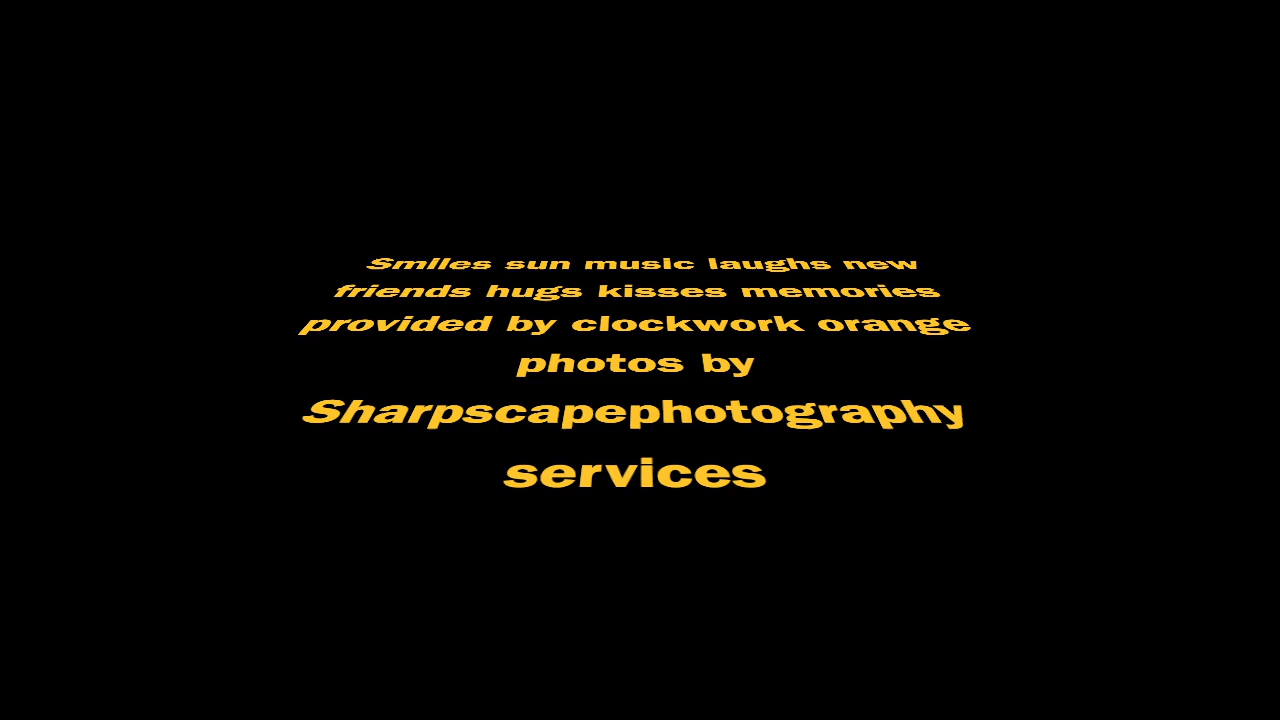 Smiles sun music laughs new
friends hugs kisses memories
provided by clockwork orange
photos by
Sharpscapephotography
services